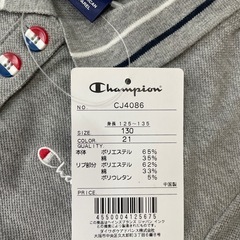 Champion
NO. CJ4086
身長 125~135
SIZE 130
COLOR 21
QUALITY
本体 ポリエステル 65%
綿 35%
リブ部分 ポリエステル 62%
綿 33%
ポリウレタン 5%
中国製
PRICE
4550004125675